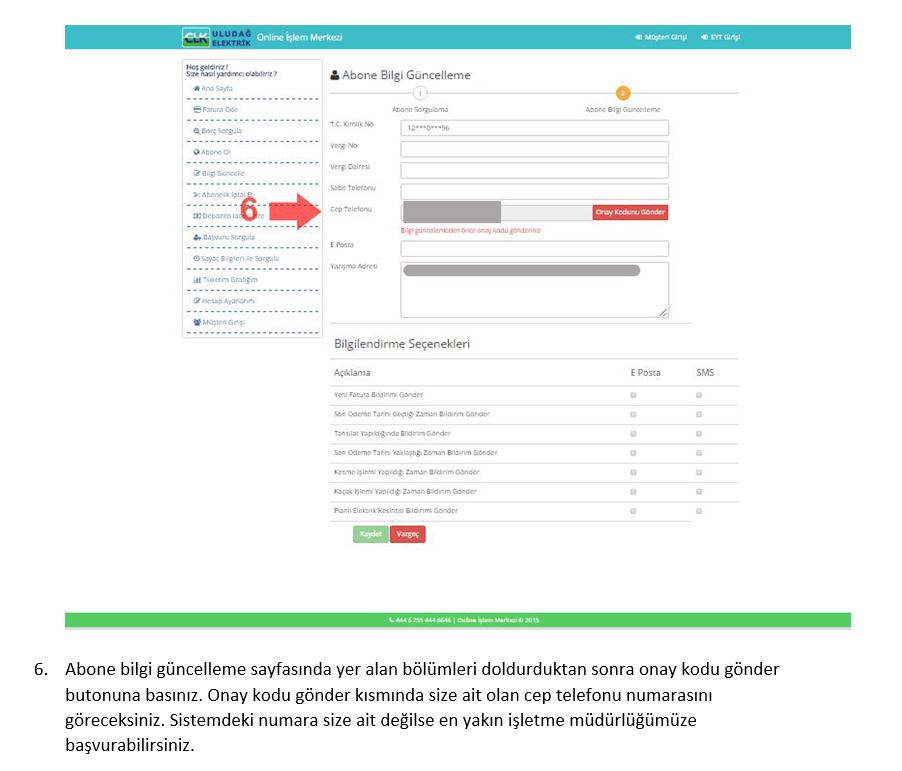 CLK ULUDAĞ ELEKTRİK Online İşlem Merkezi
Müşteri Girişi EYT Girişi
Hoş geldiniz !
Size nasıl yardımcı olabiliriz ?
Ana Sayfa
Fatura Öde
Borç Sorgula
Abone Ol
Bilgi Güncelle
Abonelik İptal Et
Depozito İade
Başvuru Sorgula
Sayaç Bilgileri ile Sorgula
Tüketim Grafiğim
Hesap Ayarlarım
Müşteri Girişi
6
Abone Bilgi Güncelleme
1 2
Abone Sorgulama Abone Bilgi Güncelleme
T.C. Kimlik No 12***0***96
Vergi No
Vergi Dairesi
Sabit Telefonu
Cep Telefonu Onay Kodunu Gönder
Bilgi güncellemeden önce onay kodu gönderiniz
E Posta
Yazışma Adresi
Bilgilendirme Seçenekleri
Açıklama E Posta SMS
Yeni Fatura Bildirimi Gönder
Son Ödeme Tarihi Geçtiği Zaman Bildirim Gönder
Tahsilat Yapıldığında Bildirim Gönder
Son Ödeme Tarihi Yaklaştığı Zaman Bildirim Gönder
Kesme İşlemi Yapıldığı Zaman Bildirim Gönder
Kaçak İşlemi Yapıldığı Zaman Bildirim Gönder
Planlı Elektrik Kesintisi Bildirimi Gönder
Kaydet Vargeç
444 6 255 444 6646 | Online İşlem Merkezi © 2015
6. Abone bilgi güncelleme sayfasında yer alan bölümleri doldurduktan sonra onay kodu gönder
butonuna basınız. Onay kodu gönder kısmında size ait olan cep telefonu numarasını
göreceksiniz. Sistemdeki numara size ait değilse en yakın işletme müdürlüğümüze
başvurabilirsiniz.